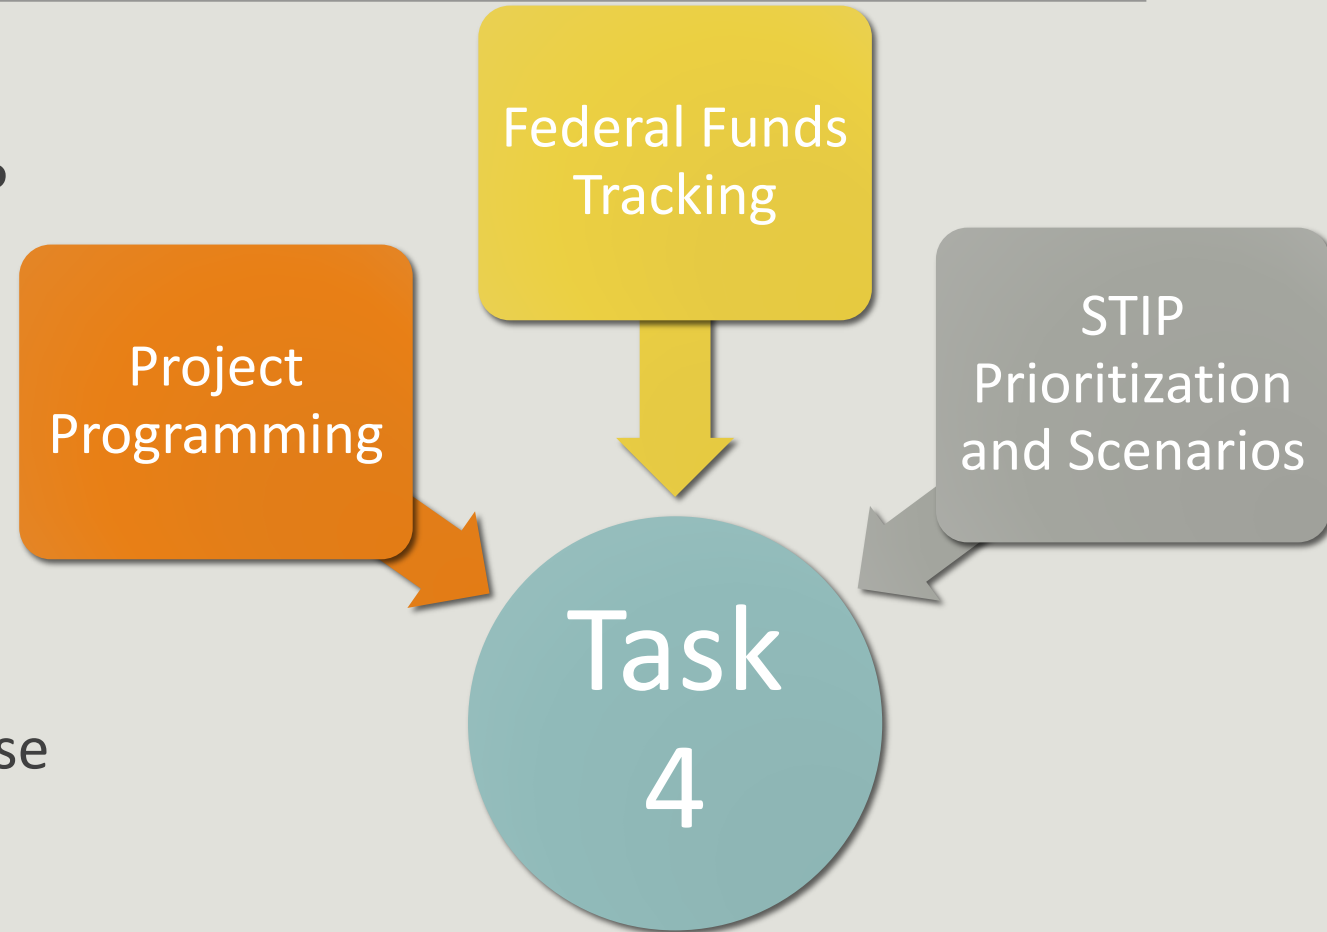 Federal Funds
Tracking
Project
Programming
STIP
Prioritization
and Scenarios
Task
4
se